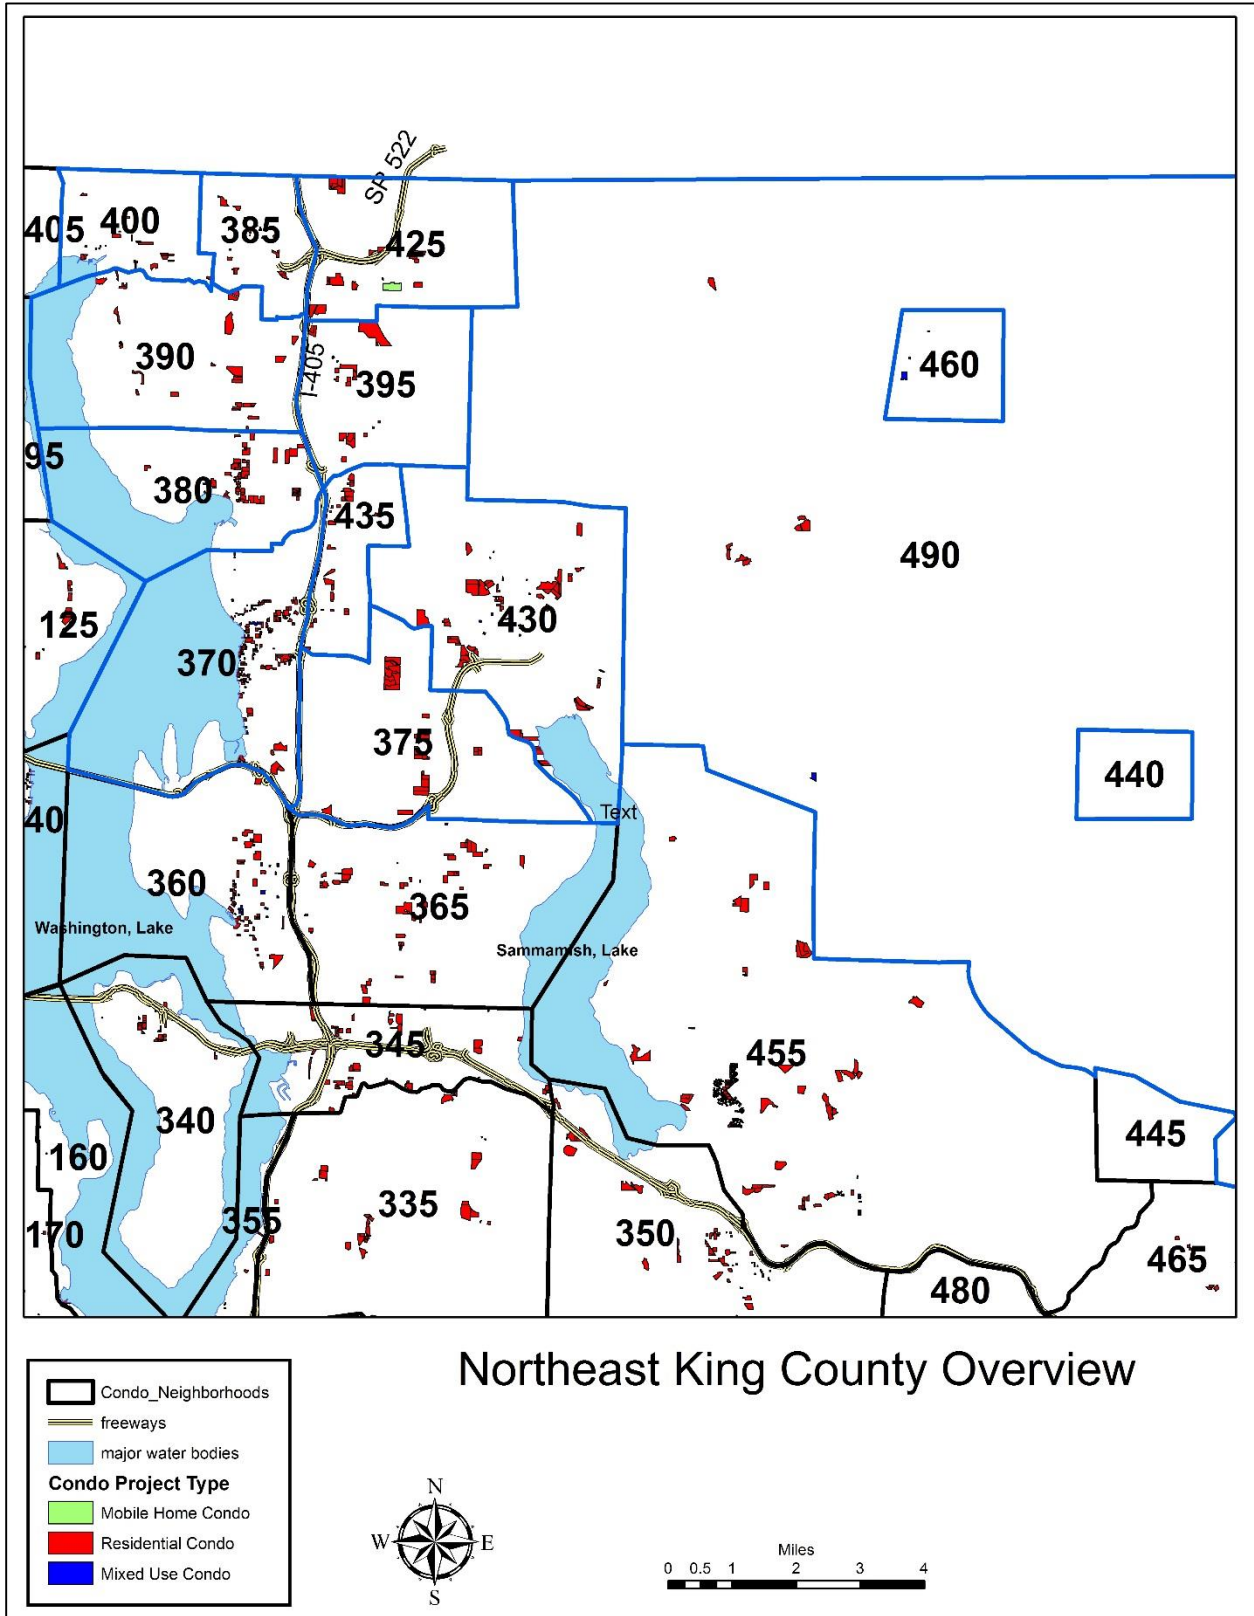 SR 522
405
400
385
425
390
I-405
395
460
95
380
435
490
125
430
370
375
440
40
Text
360
365
Washington, Lake
Sammamish, Lake
345
455
340
445
160
335
170
355
350
465
480
Northeast King County Overview
Condo_Neighborhoods
freeways
major water bodies
Condo Project Type
Mobile Home Condo
Residential Condo
Mixed Use Condo
N
W E
S
Miles
0 0.5 1 2 3 4